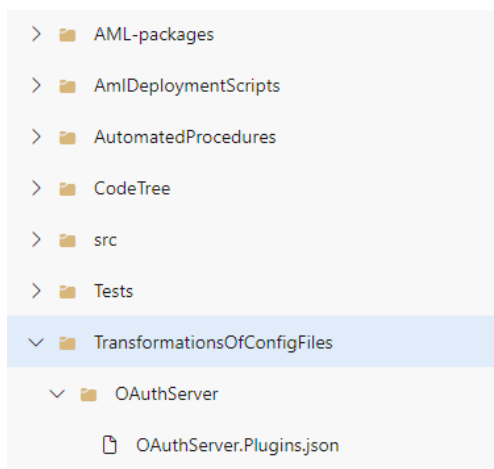 AML-packages
AmlDeploymentScripts
AutomatedProcedures
CodeTree
src
Tests
TransformationsOfConfigFiles
OAuthServer
OAuthServer.Plugins.json